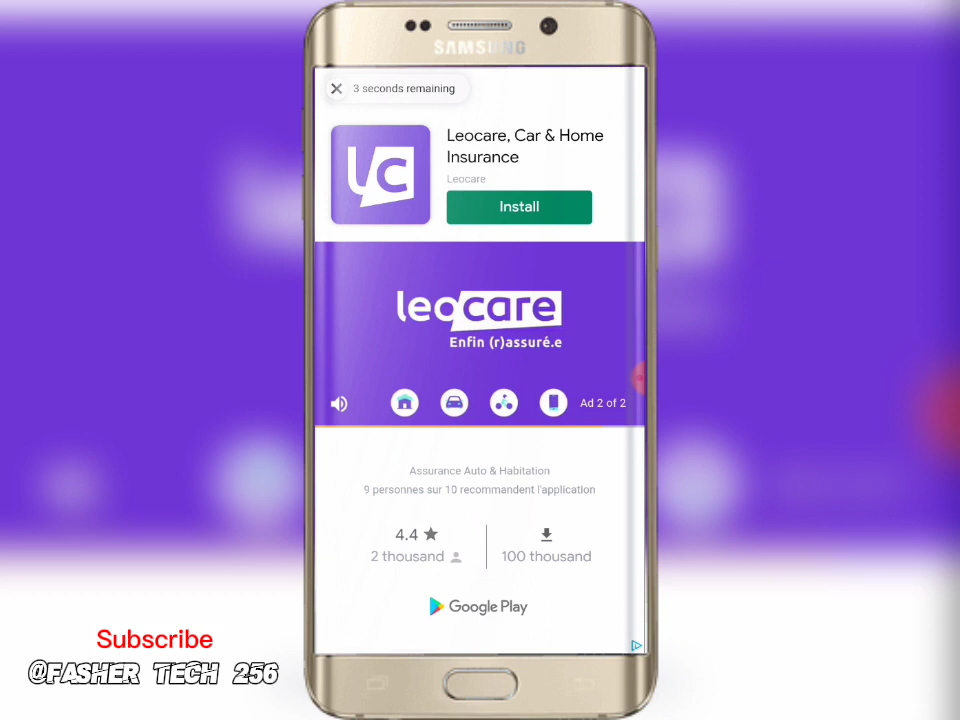 SAMSUNG
3 seconds remaining
Leocare, Car & Home
Insurance
Leocare
Install
leocare
Enfin (r)assuré.e
Ad 2 of 2
Assurance Auto & Habitation
9 personnes sur 10 recommandent l'application
4.4
2 thousand
100 thousand
Google Play
Subscribe
@FASHER TECH 256